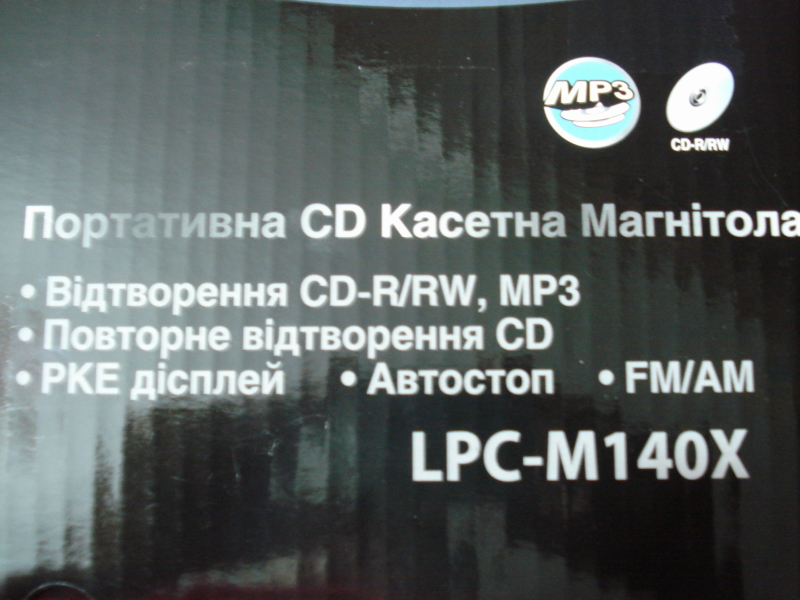 MP3
CD-R/RW
Портативна CD Касетна Магнітола
• Відтворення CD-R/RW, MP3
• Повторне відтворення CD
• РКЕ дісплей • Автостоп • FM/AM
LPC-M140X